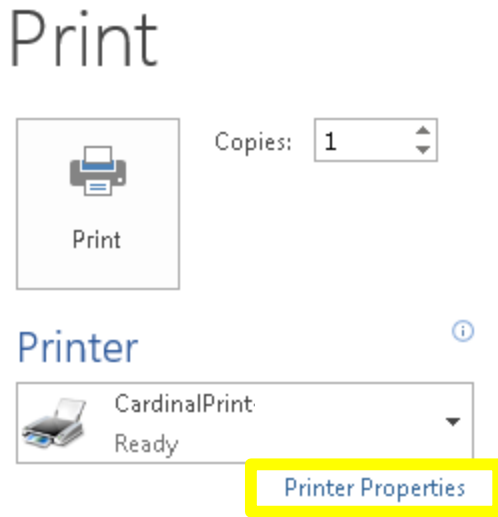 Print
Copies: 1
Print
Printer
CardinalPrint
Ready
Printer Properties